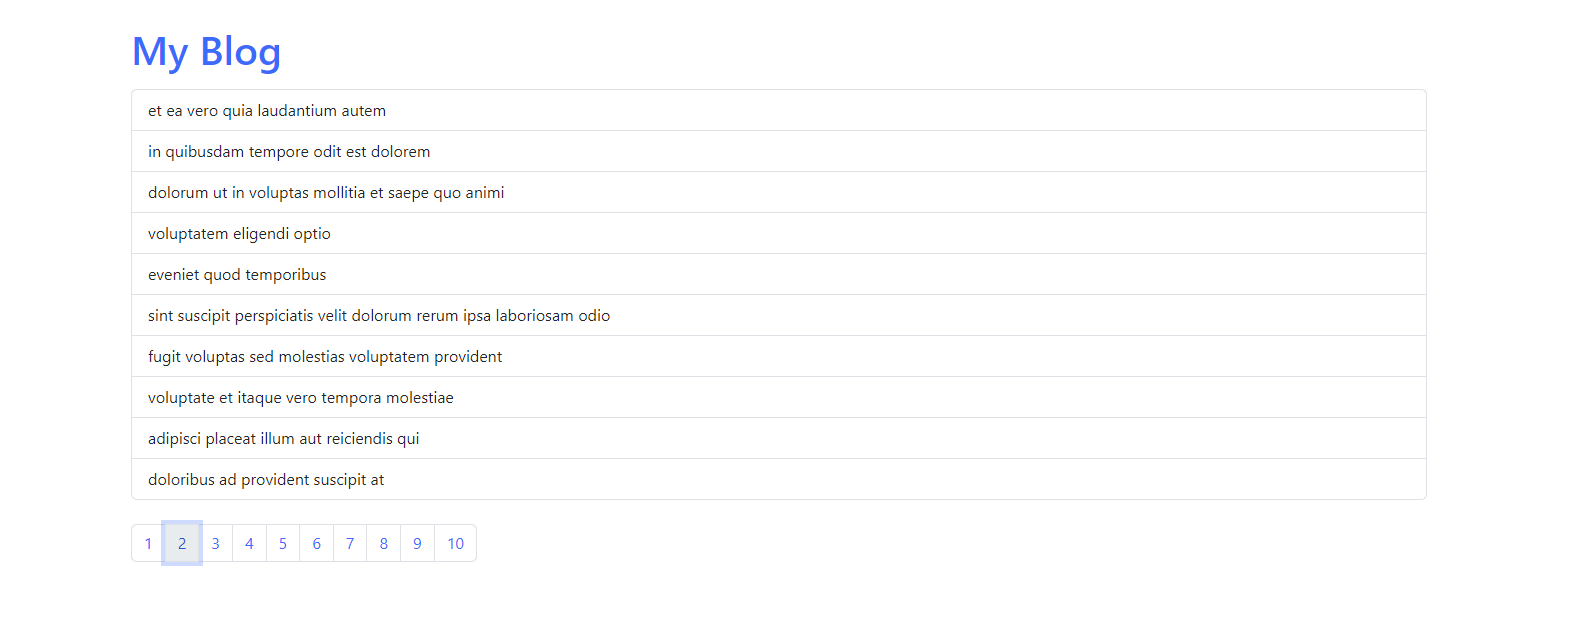 My Blog
et ea vero quia laudantium autem
in quibusdam tempore odit est dolorem
dolorum ut in voluptas mollitia et saepe quo animi
voluptatem eligendi optio
eveniet quod temporibus
sint suscipit perspiciatis velit dolorum rerum ipsa laboriosam odio
fugit voluptas sed molestias voluptatem provident
voluptate et itaque vero tempora molestiae
adipisci placeat illum aut reiciendis qui
doloribus ad provident suscipit at
1 2 3 4 5 6 7 8 9 10